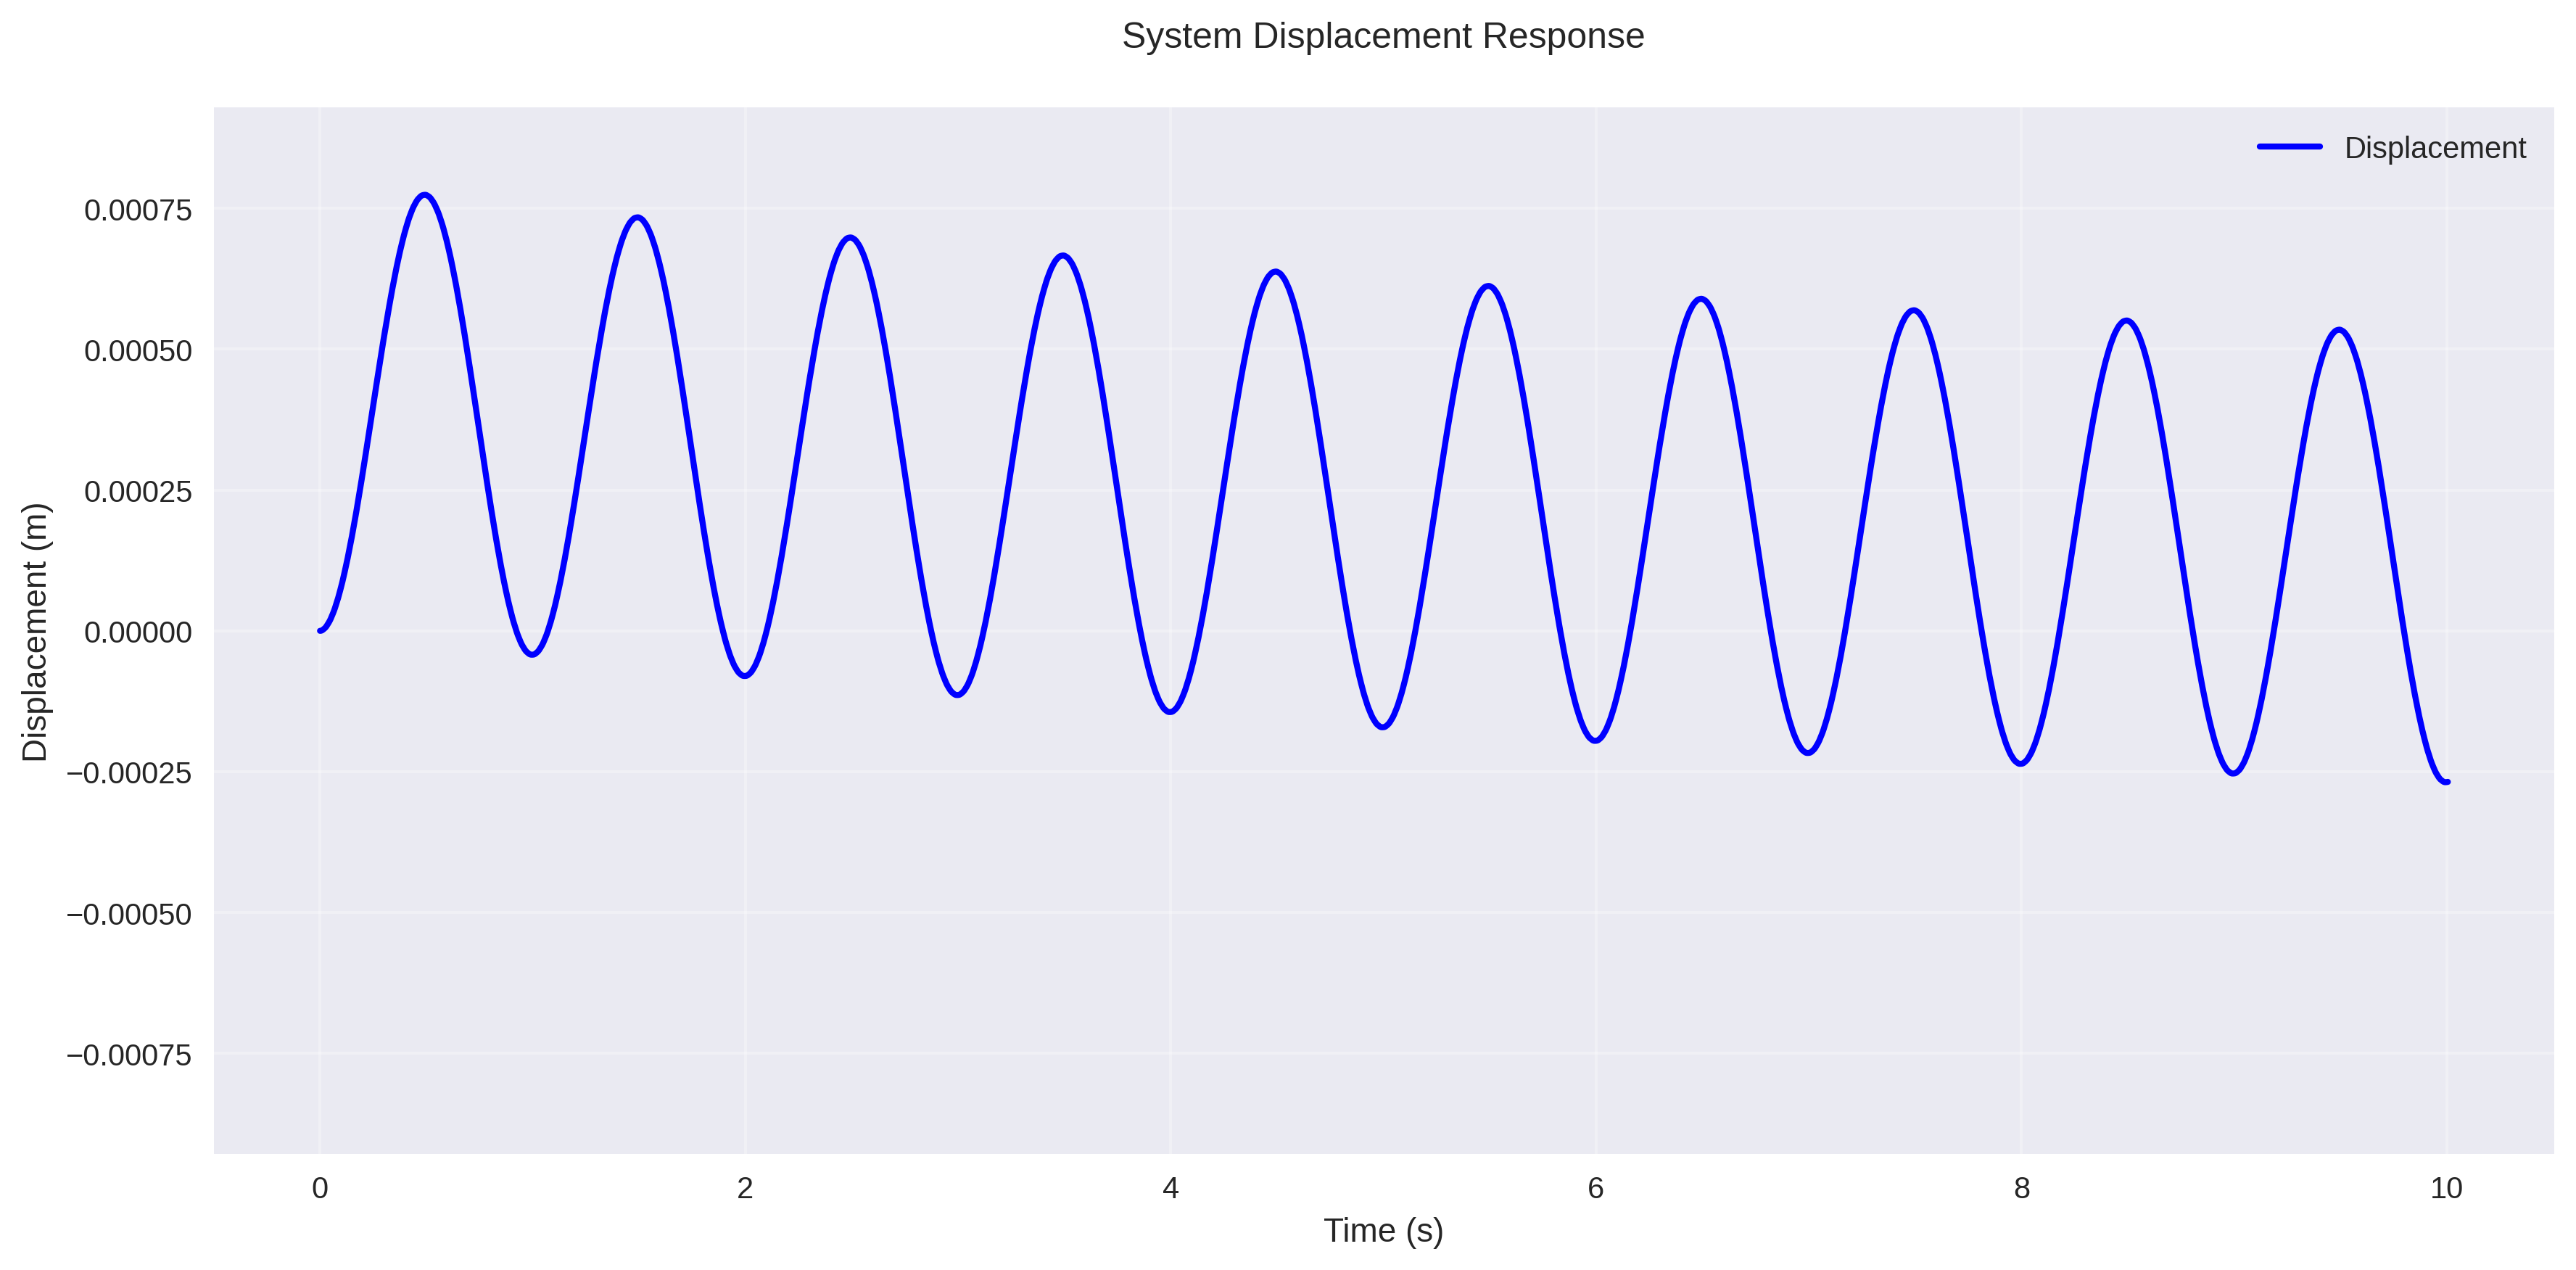 System Displacement Response
Displacement
0.00075
0.00050
0.00025
0.00000
−0.00025
−0.00050
−0.00075
Displacement (m)
0 2 4 6 8 10
Time (s)